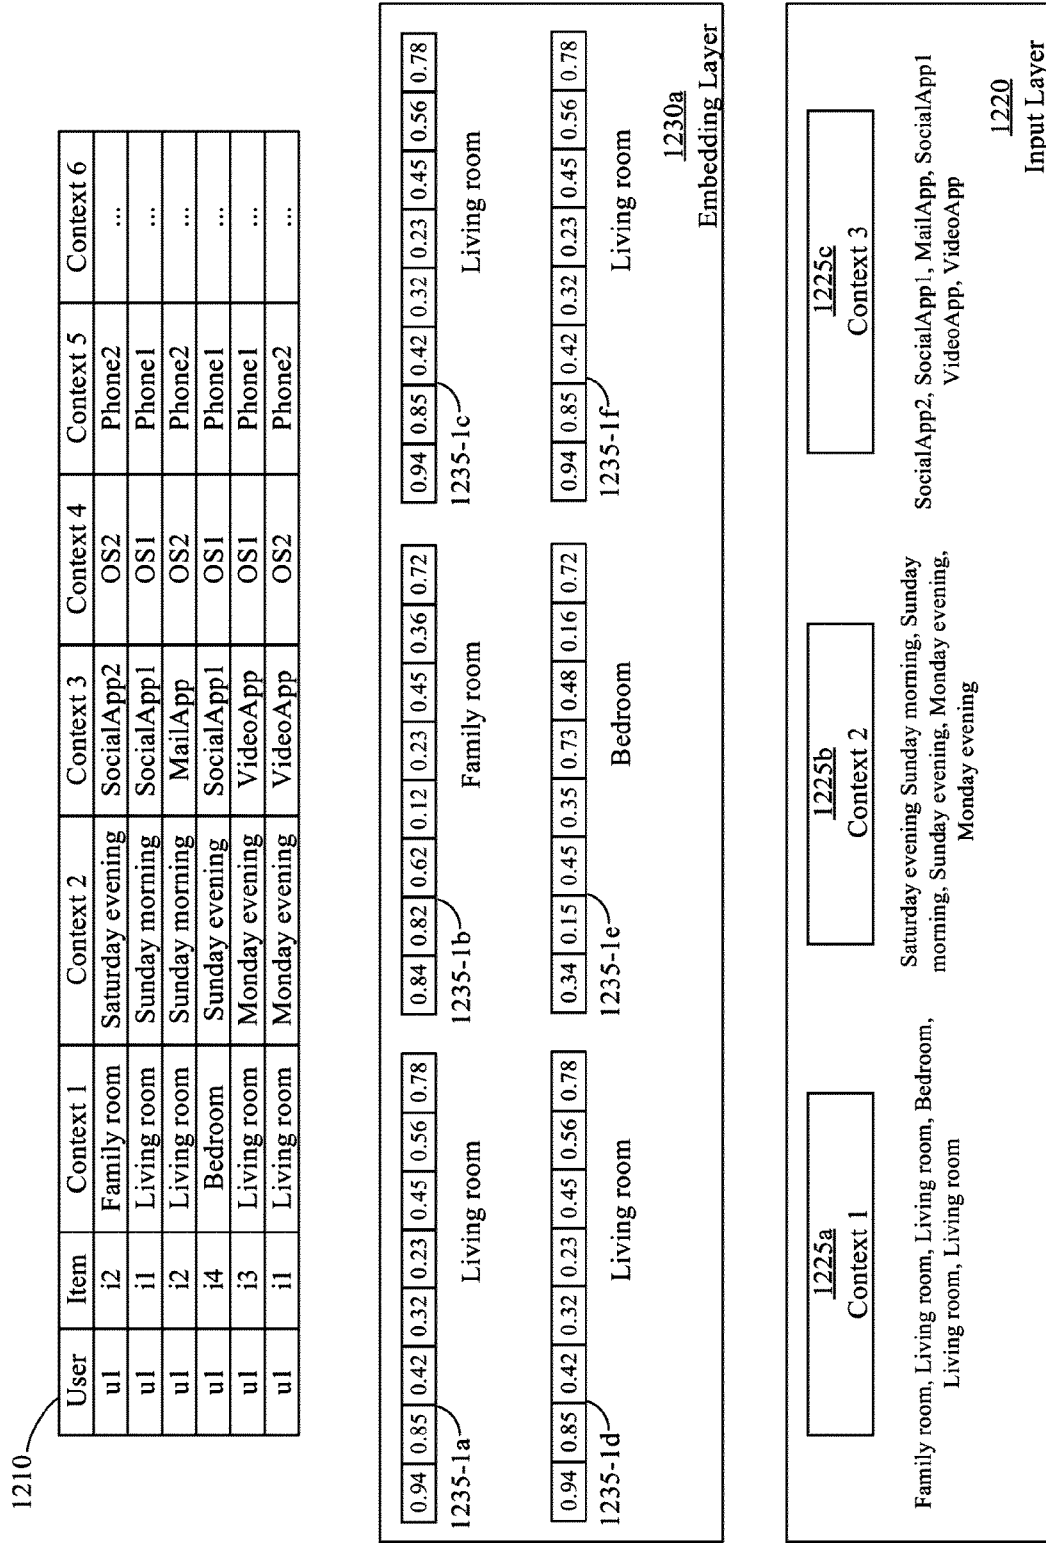 1210
User Item Context 1 Context 2 Context 3 Context 4 Context 5 Context 6
u1 i2 Family room Saturday evening SocialApp2 OS2 Phone2 ...
u1 i1 Living room Sunday morning SocialApp1 OS1 Phone1 ...
u1 i2 Living room Sunday morning MailApp OS2 Phone2 ...
u1 i4 Bedroom Sunday evening SocialApp1 OS1 Phone1 ...
u1 i3 Living room Monday evening VideoApp OS1 Phone1 ...
u1 i1 Living room Monday evening VideoApp OS2 Phone2 ...
0.94 0.85 0.42 0.32 0.23 0.45 0.56 0.78
1235-1a
Living room
0.84 0.82 0.62 0.12 0.23 0.45 0.36 0.72
1235-1b
Family room
0.94 0.85 0.42 0.32 0.23 0.45 0.56 0.78
1235-1c
Living room
0.94 0.85 0.42 0.32 0.23 0.45 0.56 0.78
1235-1d
Living room
0.34 0.15 0.45 0.35 0.73 0.48 0.16 0.72
1235-1e
Bedroom
0.94 0.85 0.42 0.32 0.23 0.45 0.56 0.78
1235-1f
Living room
1230a
Embedding Layer
1225a
Context 1
Family room, Living room, Living room, Bedroom,
Living room, Living room
1225b
Context 2
Saturday evening Sunday morning, Sunday
morning, Sunday evening, Monday evening,
Monday evening
1225c
Context 3
SocialApp2, SocialApp1, MailApp, SocialApp1
VideoApp, VideoApp
1220
Input Layer